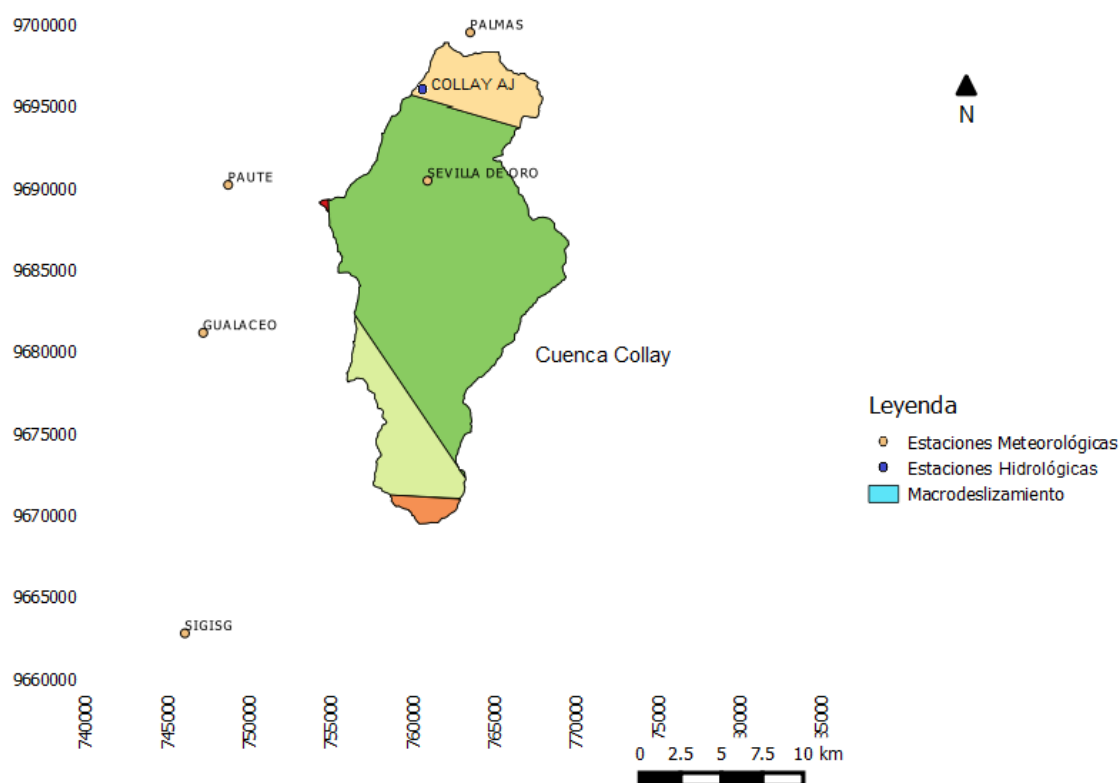 9700000
PALMAS
COLLAY AJ
9695000
N
9690000
PAUTE
SEVILLA DE ORO
9685000
GUALACEO
9680000
Cuenca Collay
Leyenda
Estaciones Meteorológicas
Estaciones Hidrológicas
Macrodeslizamiento
9675000
9670000
9665000
SIGISG
9660000
740000
745000
750000
755000
760000
765000
770000
75000
30000
35000
0 2.5 5 7.5 10 km